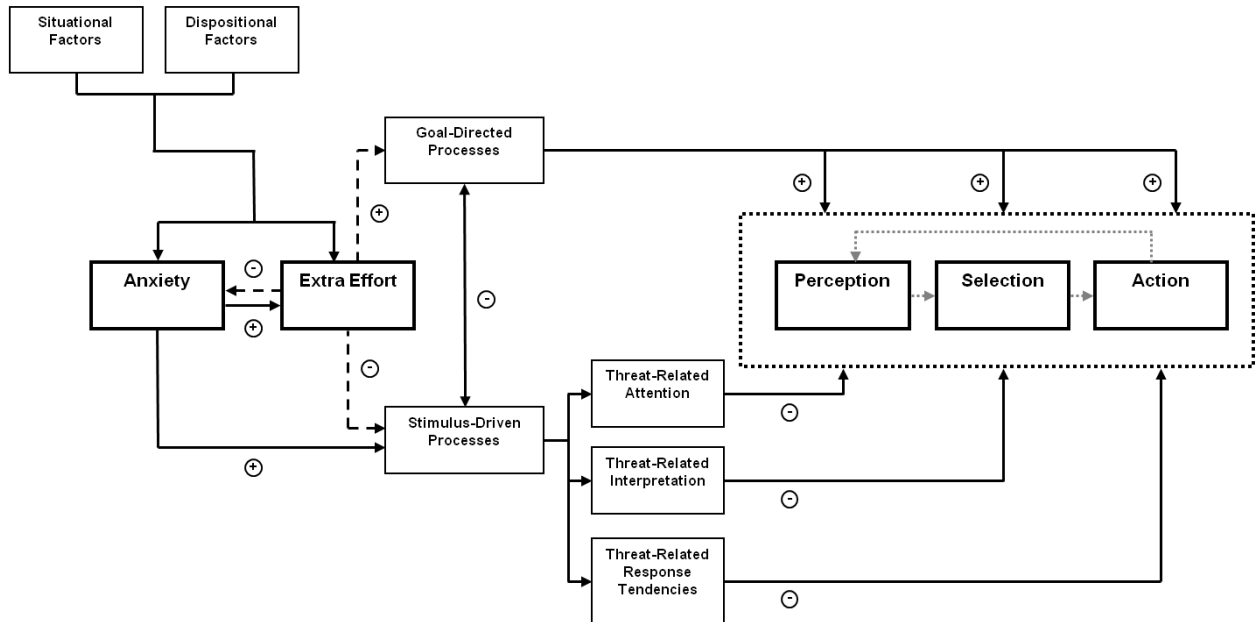 Situational
Factors
Dispositional
Factors
Goal-Directed
Processes
+
+
+
+
-
Anxiety
Extra Effort
Perception
Selection
Action
+
-
-
Threat-Related
Attention
-
Stimulus-Driven
Processes
+
Threat-Related
Interpretation
-
Threat-Related
Response
Tendencies
-